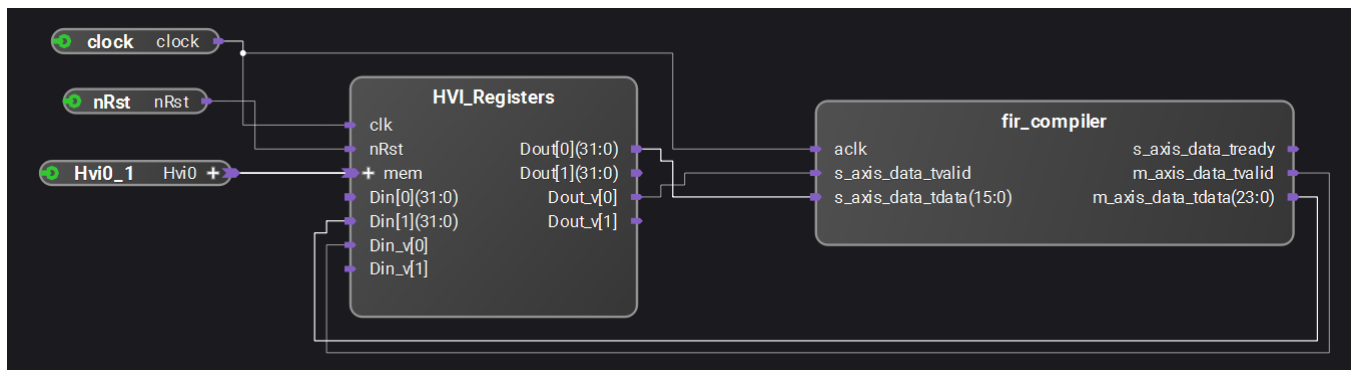 clock clock
nRst nRst
Hvi0_1 Hvi0 +
HVI_Registers
clk
nRst
+ mem
Din[0](31:0)
Din[1](31:0)
Din_v[0]
Din_v[1]
Dout[0](31:0)
Dout[1](31:0)
Dout_v[0]
Dout_v[1]
fir_compiler
aclk
s_axis_data_tvalid
s_axis_data_tdata(15:0)
s_axis_data_tready
m_axis_data_tvalid
m_axis_data_tdata(23:0)